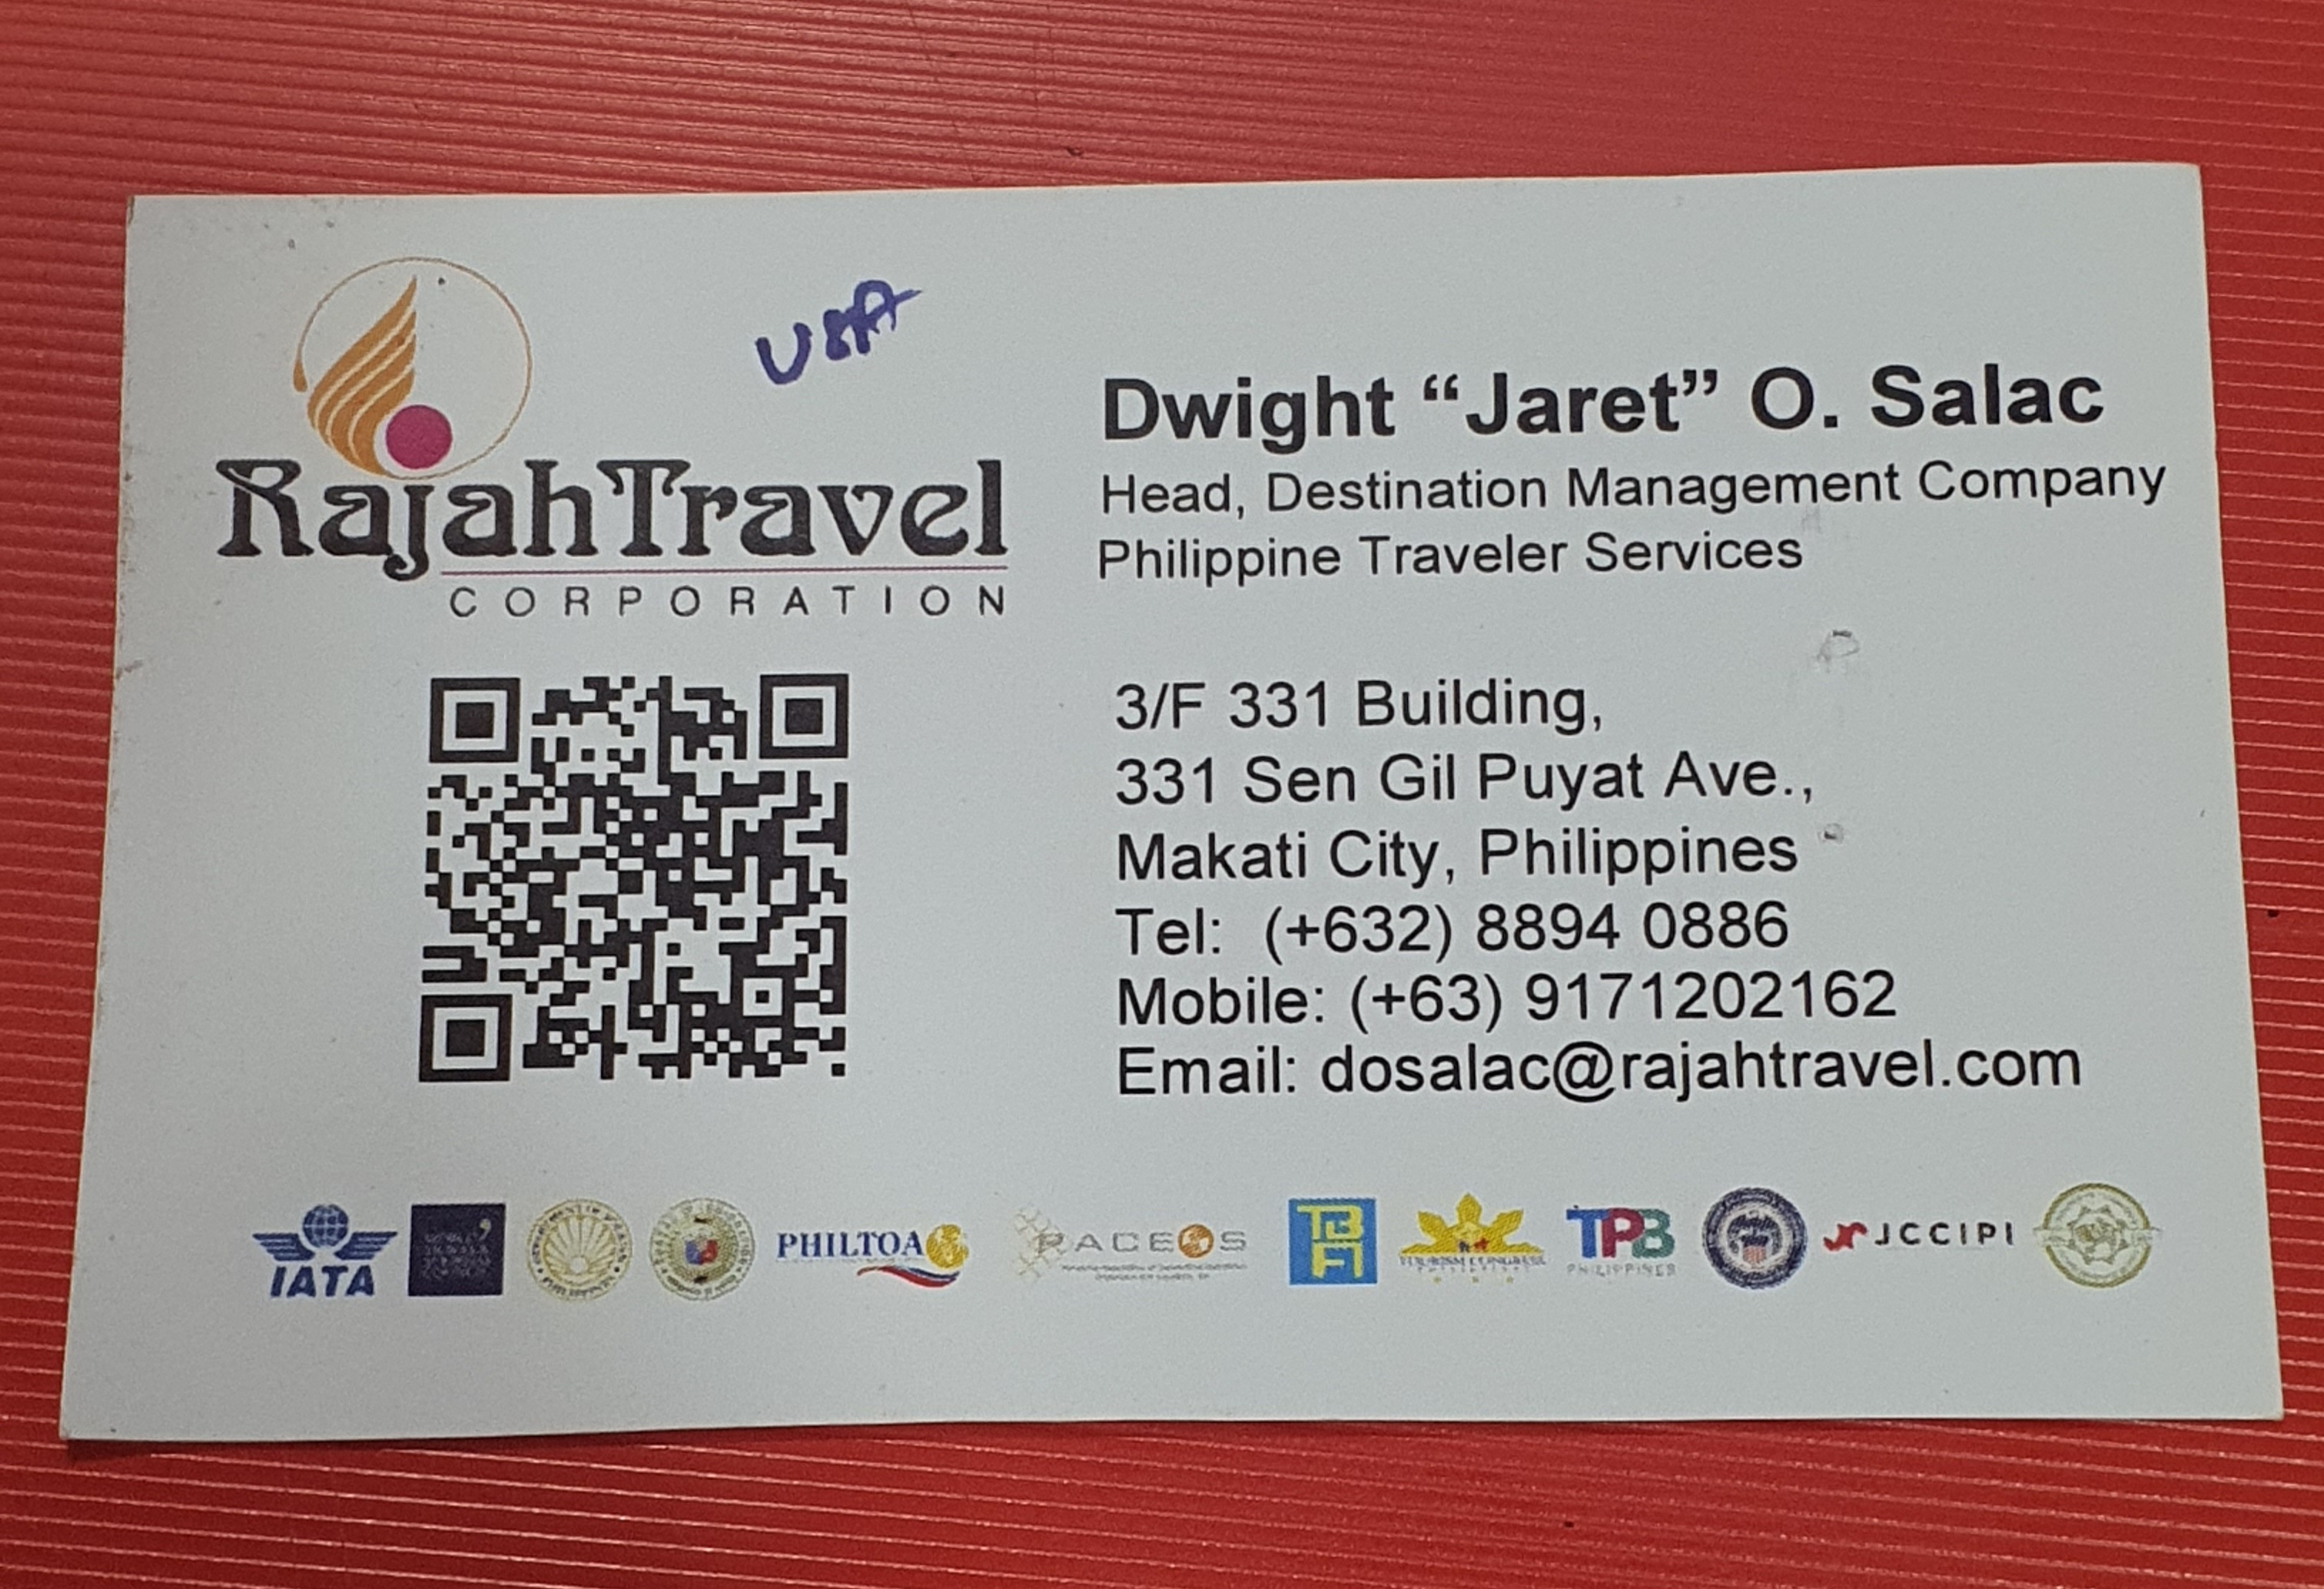 USA
RajahTravel
CORPORATION
Dwight “Jaret” O. Salac
Head, Destination Management Company
Philippine Traveler Services
3/F 331 Building,
331 Sen Gil Puyat Ave.,
Makati City, Philippines
Tel: (+632) 8894 0886
Mobile: (+63) 9171202162
Email: dosalac@rajahtravel.com
IATA
PHILTOA
PACEOS
TPB
PHILIPPINES
JCCIPI